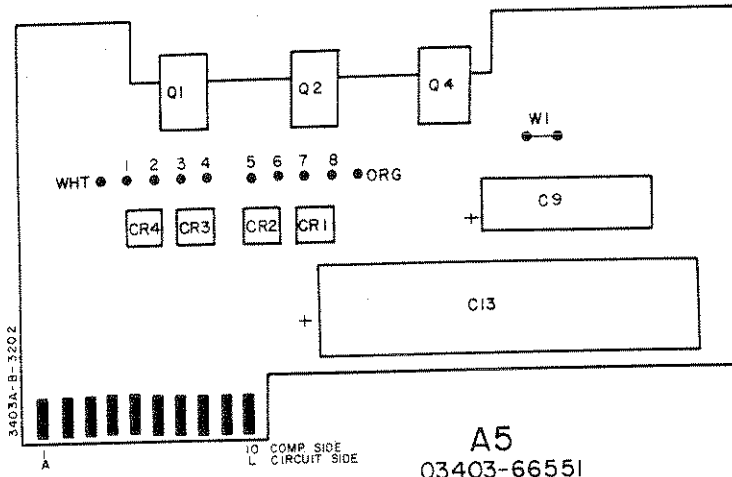 Q1
Q2
Q4
W1
1 2 3 4 5 6 7 8
WHT
ORG
C9
+
CR4 CR3 CR2 CR1
C13
+
3403A-B-3202
1
A
10 COMP. SIDE
L CIRCUIT SIDE
A5
03403-66551